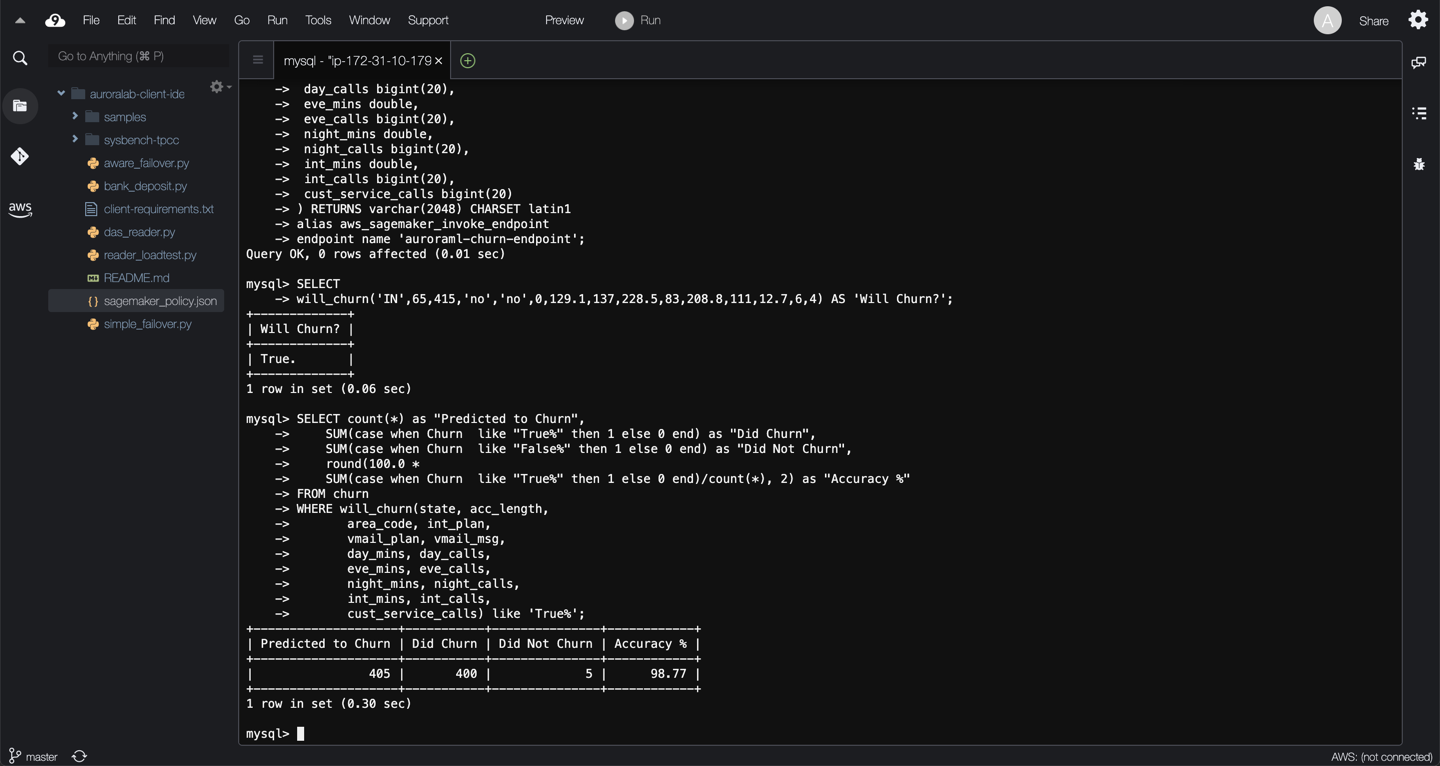 9 File Edit Find View Go Run Tools Window Support Preview Run A Share
Go to Anything (⌘ P)
auroralab-client-ide
samples
sysbench-tpcc
aware_failover.py
bank_deposit.py
client-requirements.txt
das_reader.py
reader_loadtest.py
README.md
sagemaker_policy.json
simple_failover.py
aws
mysql - "ip-172-31-10-179 ×
    ->  day_calls bigint(20),
    ->  eve_mins double,
    ->  eve_calls bigint(20),
    ->  night_mins double,
    ->  night_calls bigint(20),
    ->  int_mins double,
    ->  int_calls bigint(20),
    ->  cust_service_calls bigint(20)
    -> ) RETURNS varchar(2048) CHARSET latin1
    -> alias aws_sagemaker_invoke_endpoint
    -> endpoint name 'auroraml-churn-endpoint';
Query OK, 0 rows affected (0.01 sec)
mysql> SELECT
    -> will_churn('IN',65,415,'no','no',0,129.1,137,228.5,83,208.8,111,12.7,6,4) AS 'Will Churn?';
+-------------+
| Will Churn? |
+-------------+
| True.       |
+-------------+
1 row in set (0.06 sec)
mysql> SELECT count(*) as "Predicted to Churn",
    ->     SUM(case when Churn  like "True%" then 1 else 0 end) as "Did Churn",
    ->     SUM(case when Churn  like "False%" then 1 else 0 end) as "Did Not Churn",
    ->     round(100.0 *
    ->     SUM(case when Churn  like "True%" then 1 else 0 end)/count(*), 2) as "Accuracy %"
    -> FROM churn
    -> WHERE will_churn(state, acc_length,
    ->        area_code, int_plan,
    ->        vmail_plan, vmail_msg,
    ->        day_mins, day_calls,
    ->        eve_mins, eve_calls,
    ->        night_mins, night_calls,
    ->        int_mins, int_calls,
    ->        cust_service_calls) like 'True%';
+--------------------+-----------+---------------+------------+
| Predicted to Churn | Did Churn | Did Not Churn | Accuracy % |
+--------------------+-----------+---------------+------------+
|                405 |       400 |             5 |      98.77 |
+--------------------+-----------+---------------+------------+
1 row in set (0.30 sec)
mysql>
master AWS: (not connected)